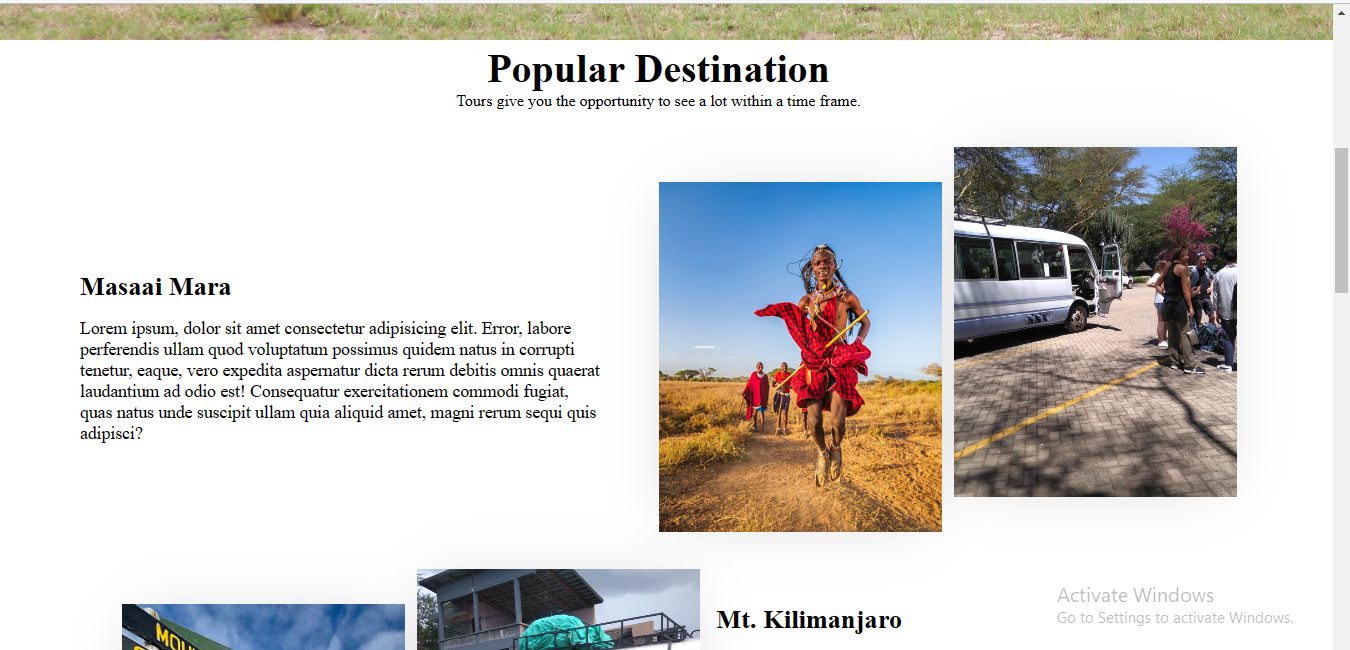 Popular Destination
Tours give you the opportunity to see a lot within a time frame.
Masaai Mara
Lorem ipsum, dolor sit amet consectetur adipisicing elit. Error, labore
perferendis ullam quod voluptatum possimus quidem natus in corrupti
tenetur, eaque, vero expedita aspernatur dicta rerum debitis omnis quaerat
laudantium ad odio est! Consequatur exercitationem commodi fugiat,
quas natus unde suscipit ullam quia aliquid amet, magni rerum sequi quis
adipisci?
Mt. Kilimanjaro
Activate Windows
Go to Settings to activate Windows.